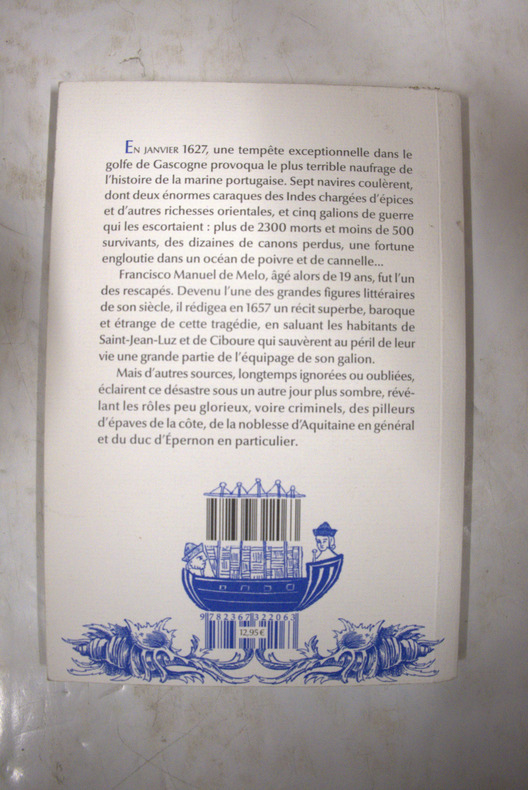 En janvier 1627, une tempête exceptionnelle dans le
golfe de Gascogne provoqua le plus terrible naufrage de
l'histoire de la marine portugaise. Sept navires coulèrent,
dont deux énormes caraques des Indes chargées d'épices
et d'autres richesses orientales, et cinq galions de guerre
qui les escortaient : plus de 2300 morts et moins de 500
survivants, des dizaines de canons perdus, une fortune
engloutie dans un océan de poivre et de cannelle...
Francisco Manuel de Melo, âgé alors de 19 ans, fut l'un
des rescapés. Devenu l'une des grandes figures littéraires
de son siècle, il rédigea en 1657 un récit superbe, baroque
et étrange de cette tragédie, en saluant les habitants de
Saint-Jean-Luz et de Ciboure qui sauvèrent au péril de leur
vie une grande partie de l'équipage de son galion.
Mais d'autres sources, longtemps ignorées ou oubliées,
éclairent ce désastre sous un autre jour plus sombre, révé-
lant les rôles peu glorieux, voire criminels, des pilleurs
d'épaves de la côte, de la noblesse d'Aquitaine en général
et du duc d'Épernon en particulier.
9 782367 322063
12,95 €